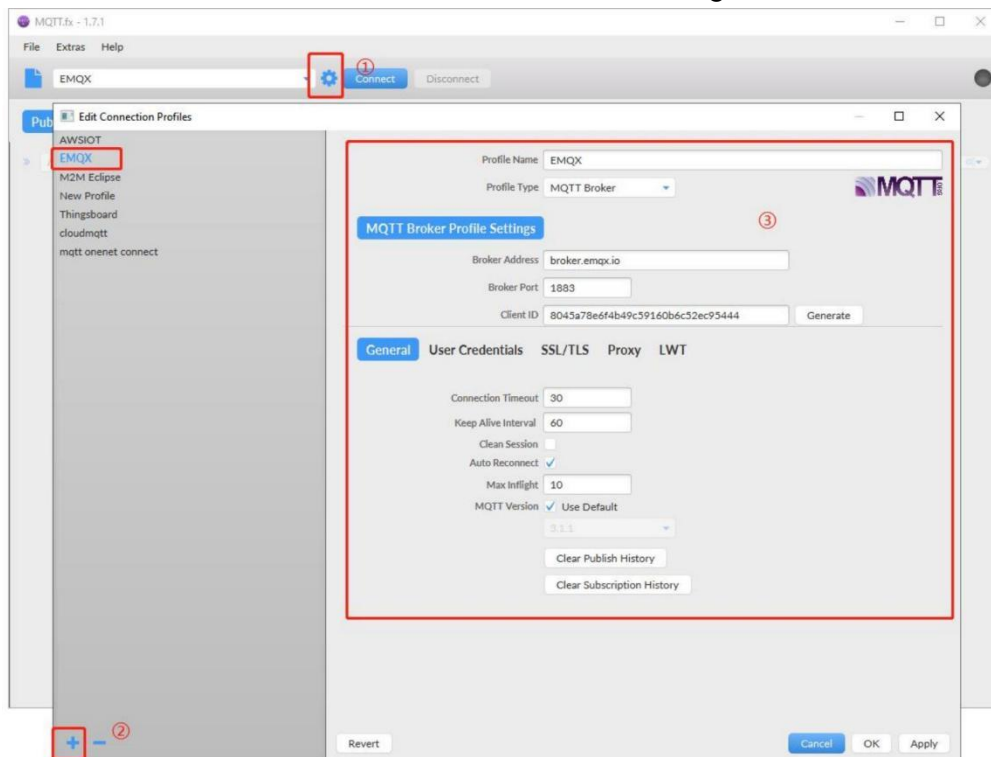 MQTT.fx - 1.7.1
File Extras Help
EMQX
①
Connect Disconnect
Edit Connection Profiles
AWSIOT
EMQX
M2M Eclipse
New Profile
Thingsboard
cloudmqtt
mqtt onenet connect
Profile Name EMQX
Profile Type MQTT Broker
MQTT
③
MQTT Broker Profile Settings
Broker Address broker.emqx.io
Broker Port 1883
Client ID 8045a78e6f4b49c59160b6c52ec95444 Generate
General User Credentials SSL/TLS Proxy LWT
Connection Timeout 30
Keep Alive Interval 60
Clean Session
Auto Reconnect
Max Inflight 10
MQTT Version Use Default
3.1.1
Clear Publish History
Clear Subscription History
②
Revert Cancel OK Apply